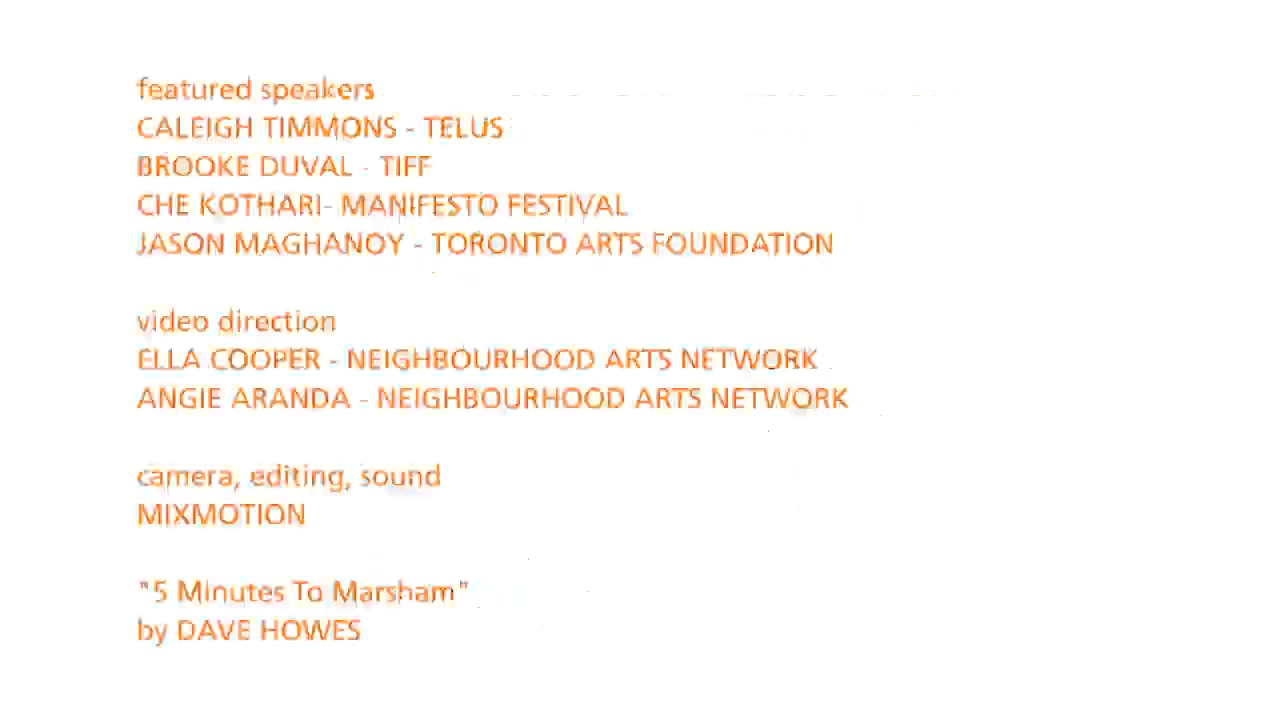 featured speakers
CALEIGH TIMMONS - TELUS
BROOKE DUVAL - TIFF
CHE KOTHARI- MANIFESTO FESTIVAL
JASON MAGHANOY - TORONTO ARTS FOUNDATION
video direction
ELLA COOPER - NEIGHBOURHOOD ARTS NETWORK
ANGIE ARANDA - NEIGHBOURHOOD ARTS NETWORK
camera, editing, sound
MIXMOTION
"5 Minutes To Marsham"
by DAVE HOWES